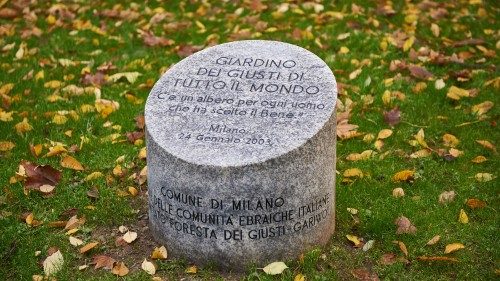 GIARDINO
DEI GIUSTI DI
TUTTO IL MONDO
C'è un albero per ogni uomo
che ha scelto il Bene
Milano
24 Gennaio 2003
COMUNE DI MILANO
DELLE COMUNITÀ EBRAICHE ITALIANE
FORESTA DEI GIUSTI-GARIWO